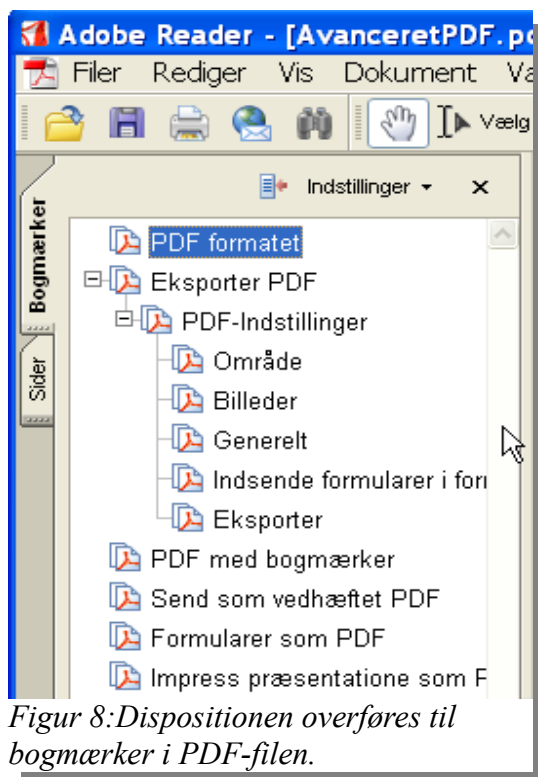 Adobe Reader - [AvanceretPDF.pd
Filer Rediger Vis Dokument Væ
Vælg
Indstillinger
Bogmærker
Sider
PDF formatet
Eksporter PDF
PDF-Indstillinger
Område
Billeder
Generelt
Indsende formularer i for
Eksporter
PDF med bogmærker
Send som vedhæftet PDF
Formularer som PDF
Impress præsentatione som F
Figur 8:Dispositionen overføres til
bogmærker i PDF-filen.